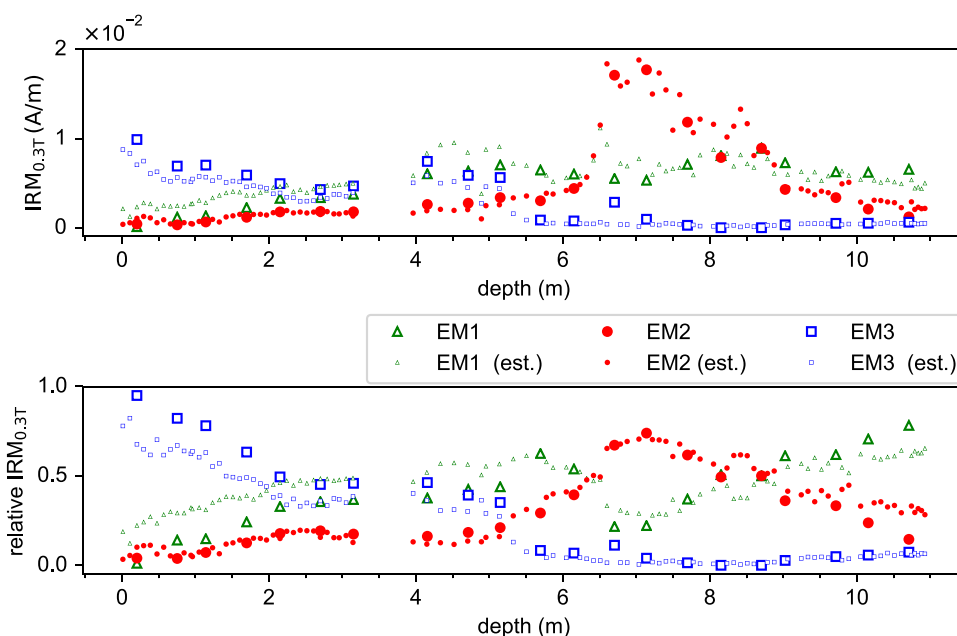 ×10⁻²
2
1
0
IRM₀.₃T (A/m)
0 2 4 6 8 10
depth (m)
EM1 EM2 EM3
EM1 (est.) EM2 (est.) EM3 (est.)
1.0
0.5
0.0
relative IRM₀.₃T
0 2 4 6 8 10
depth (m)